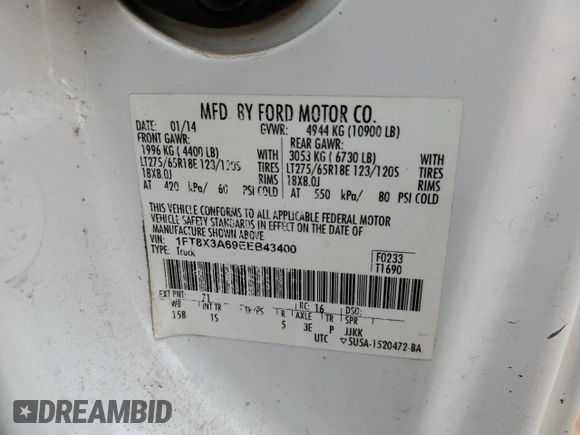 MFD. BY FORD MOTOR CO.
DATE: 01/14 GVWR: 4944 KG (10900 LB)
FRONT GAWR: REAR GAWR:
1996 KG (4400 LB) WITH 3053 KG (6730 LB) WITH
LT275/65R18E 123/120S TIRES LT275/65R18E 123/120S TIRES
18X8.0J RIMS 18X8.0J RIMS
AT 420 kPa/ 60 PSI COLD AT 550 kPa/ 80 PSI COLD
THIS VEHICLE CONFORMS TO ALL APPLICABLE FEDERAL MOTOR
VEHICLE SAFETY STANDARDS IN EFFECT ON THE DATE OF
MANUFACTURE SHOWN ABOVE.
VIN: 1FT8X3A69EEB43400 F0233
TYPE: Truck T1690
EXT PNT: Z1 RC: 16 DSO:
WB INT TR R AXLE TR SPR
158 1S 5 3E P JJKK
UTC ▽5U5A-1520472-BA
DREAMBID